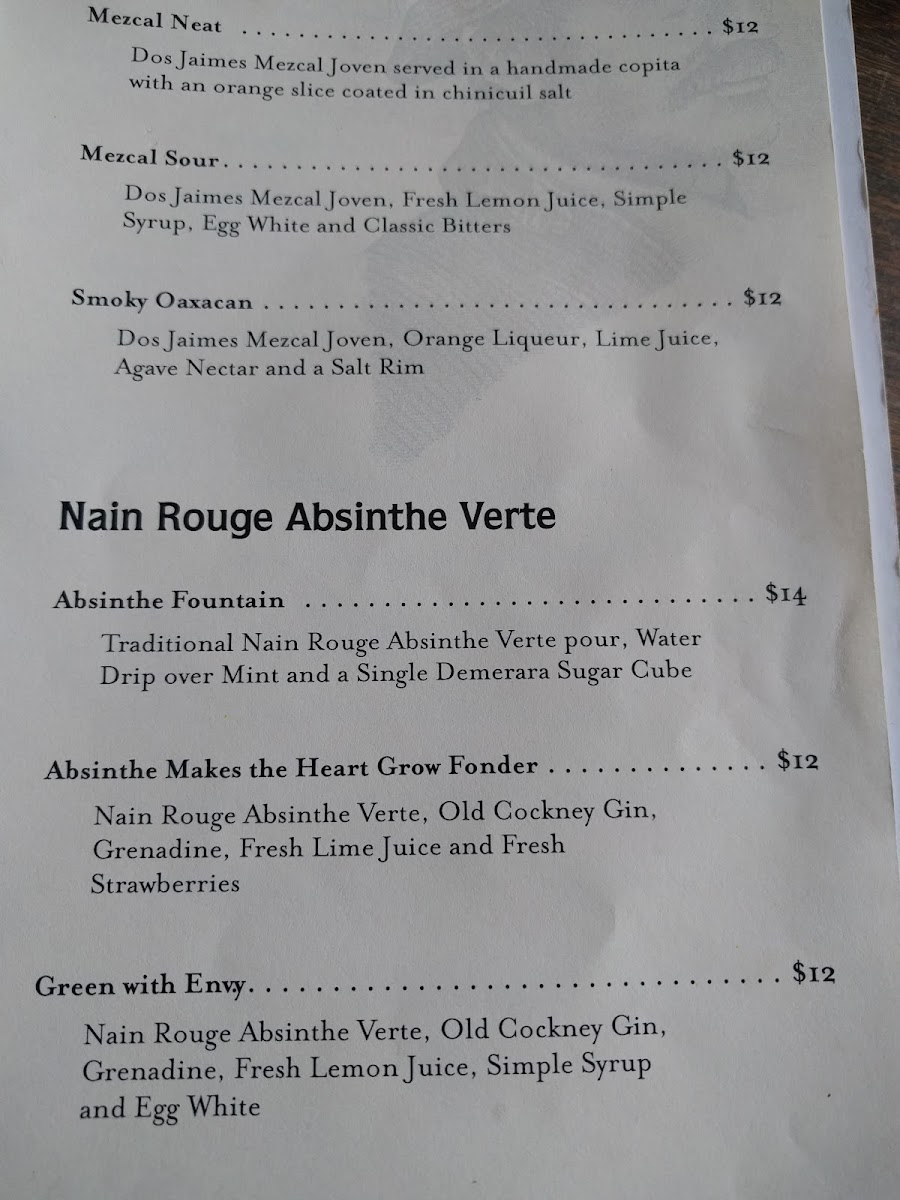 Mezcal Neat ................................. $12
Dos Jaimes Mezcal Joven served in a handmade copita
with an orange slice coated in chinicuil salt
Mezcal Sour.................................. $12
Dos Jaimes Mezcal Joven, Fresh Lemon Juice, Simple
Syrup, Egg White and Classic Bitters
Smoky Oaxacan ............................... $12
Dos Jaimes Mezcal Joven, Orange Liqueur, Lime Juice,
Agave Nectar and a Salt Rim
Nain Rouge Absinthe Verte
Absinthe Fountain ............................. $14
Traditional Nain Rouge Absinthe Verte pour, Water
Drip over Mint and a Single Demerara Sugar Cube
Absinthe Makes the Heart Grow Fonder .............. $12
Nain Rouge Absinthe Verte, Old Cockney Gin,
Grenadine, Fresh Lime Juice and Fresh
Strawberries
Green with Envy................................ $12
Nain Rouge Absinthe Verte, Old Cockney Gin,
Grenadine, Fresh Lemon Juice, Simple Syrup
and Egg White